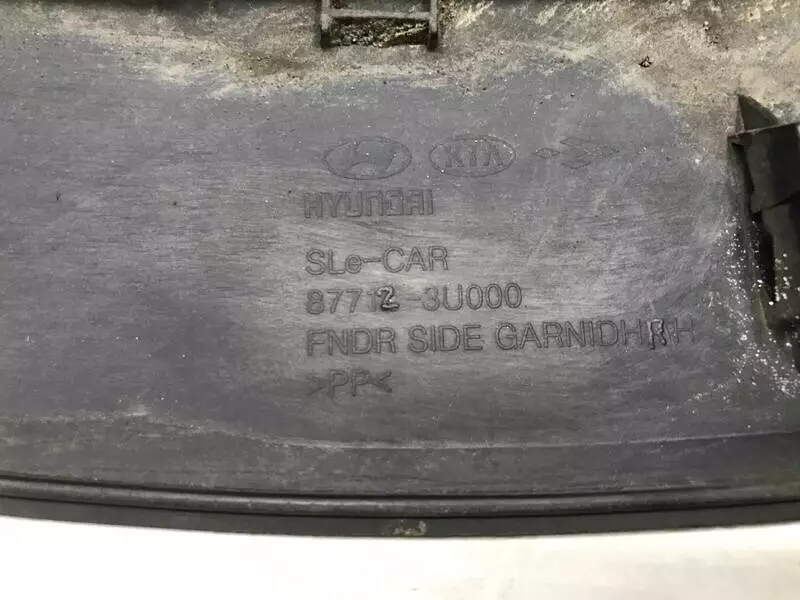 KIA
HYUNDAI
SLe-CAR
87712-3U000
FNDR SIDE GARNIDHRH
>PP<